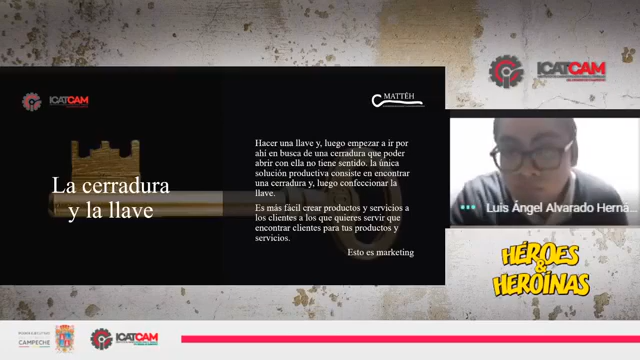 ICATCAM
MATTÉH
La cerradura
y la llave
Hacer una llave y, luego empezar a ir por
ahí en busca de una cerradura que poder
abrir con ella no tiene sentido. la única
solución productiva consiste en encontrar
una cerradura y, luego confeccionar la
llave.
Es más fácil crear productos y servicios a
los clientes a los que quieres servir que
encontrar clientes para tus productos y
servicios.
Esto es marketing
ICATCAM
Luis Ángel Alvarado Herná...
HÉROES
&
HEROÍNAS
CAMPECHE
ICATCAM